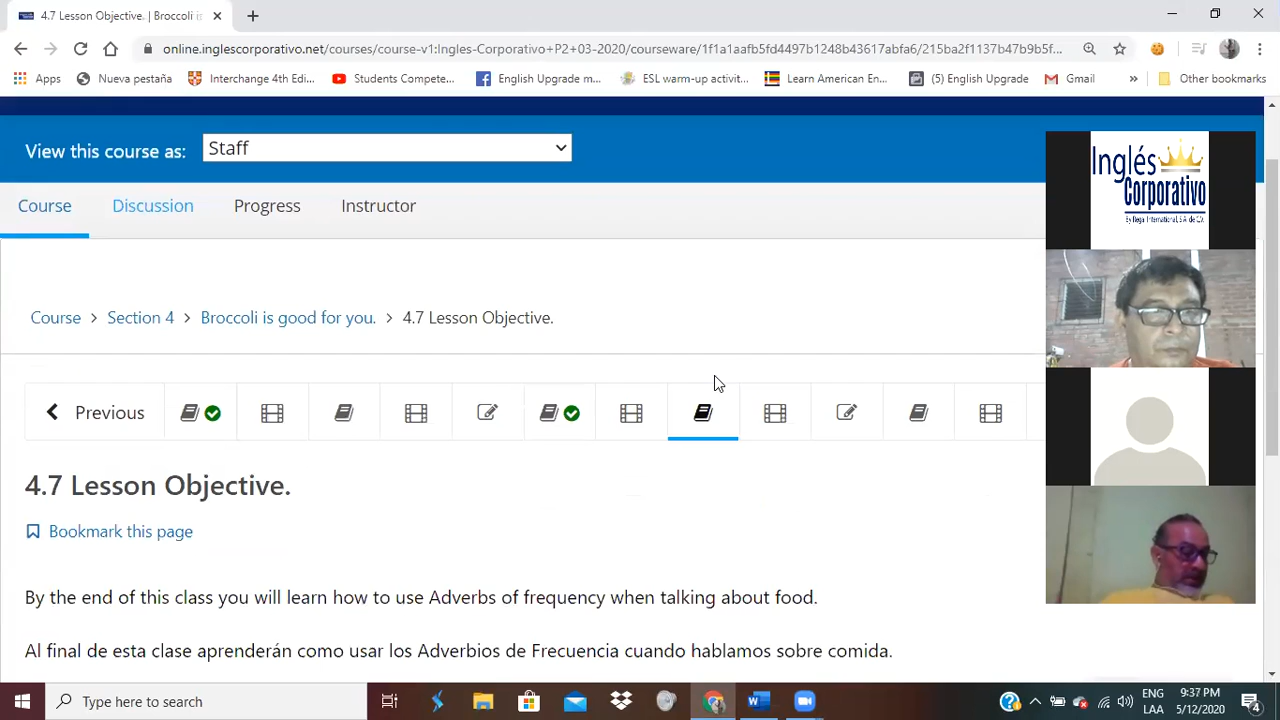 4.7 Lesson Objective. | Broccoli is
online.inglescorporativo.net/courses/course-v1:Ingles-Corporativo+P2+03-2020/courseware/1f1a1aafb5fd4497b1248b43617abfa6/215ba2f1137b47b9b5f...
Apps Nueva pestaña Interchange 4th Edi... Students Compete... English Upgrade m... ESL warm-up activit... Learn American En... (5) English Upgrade Gmail » Other bookmarks
View this course as: Staff
Course Discussion Progress Instructor
Inglés
Corporativo
By Regal International, S.A. de C.V.
Course > Section 4 > Broccoli is good for you. > 4.7 Lesson Objective.
Previous
4.7 Lesson Objective.
Bookmark this page
By the end of this class you will learn how to use Adverbs of frequency when talking about food.
Al final de esta clase aprenderán como usar los Adverbios de Frecuencia cuando hablamos sobre comida.
Type here to search
ENG 9:37 PM
LAA 5/12/2020
4